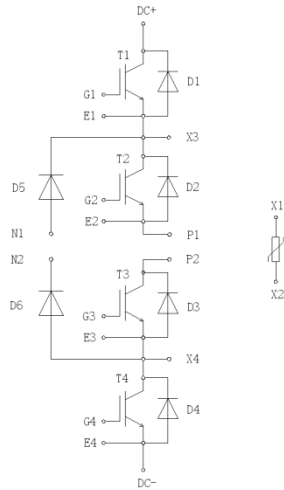 DC+
T1
D1
G1
E1
X3
T2
D5
D2
G2
E2
N1
P1
X1
N2
P2
T3
D6
D3
G3
X2
E3
X4
T4
D4
G4
E4
DC-